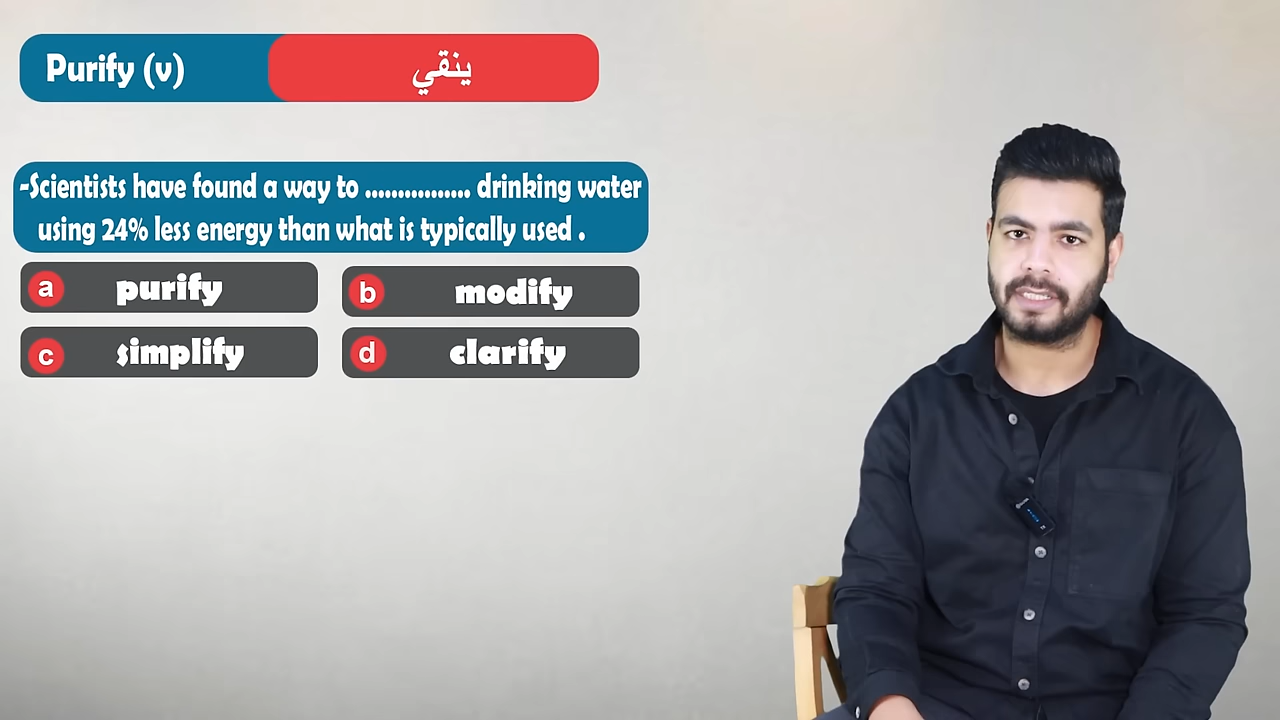 Purify (v)
ينقي
-Scientists have found a way to ................ drinking water
using 24% less energy than what is typically used .
a purify
b modify
c simplify
d clarify